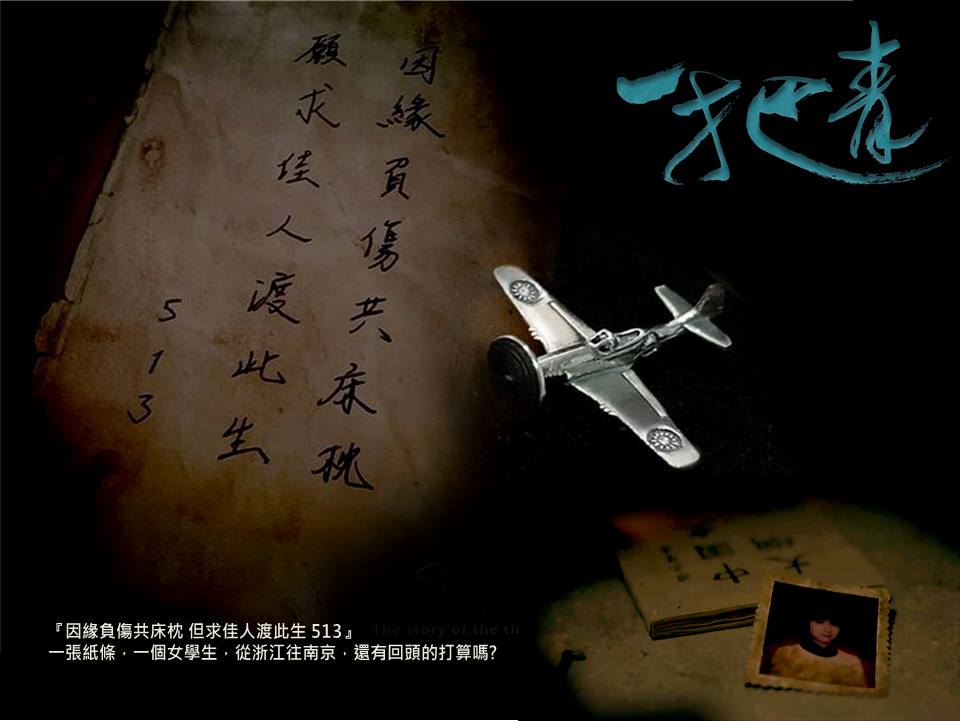 一把青
因緣負傷共床枕
願求佳人渡此生
513
『因緣負傷共床枕 但求佳人渡此生 513』
一張紙條，一個女學生，從浙江往南京，還有回頭的打算嗎?
The story of the ti